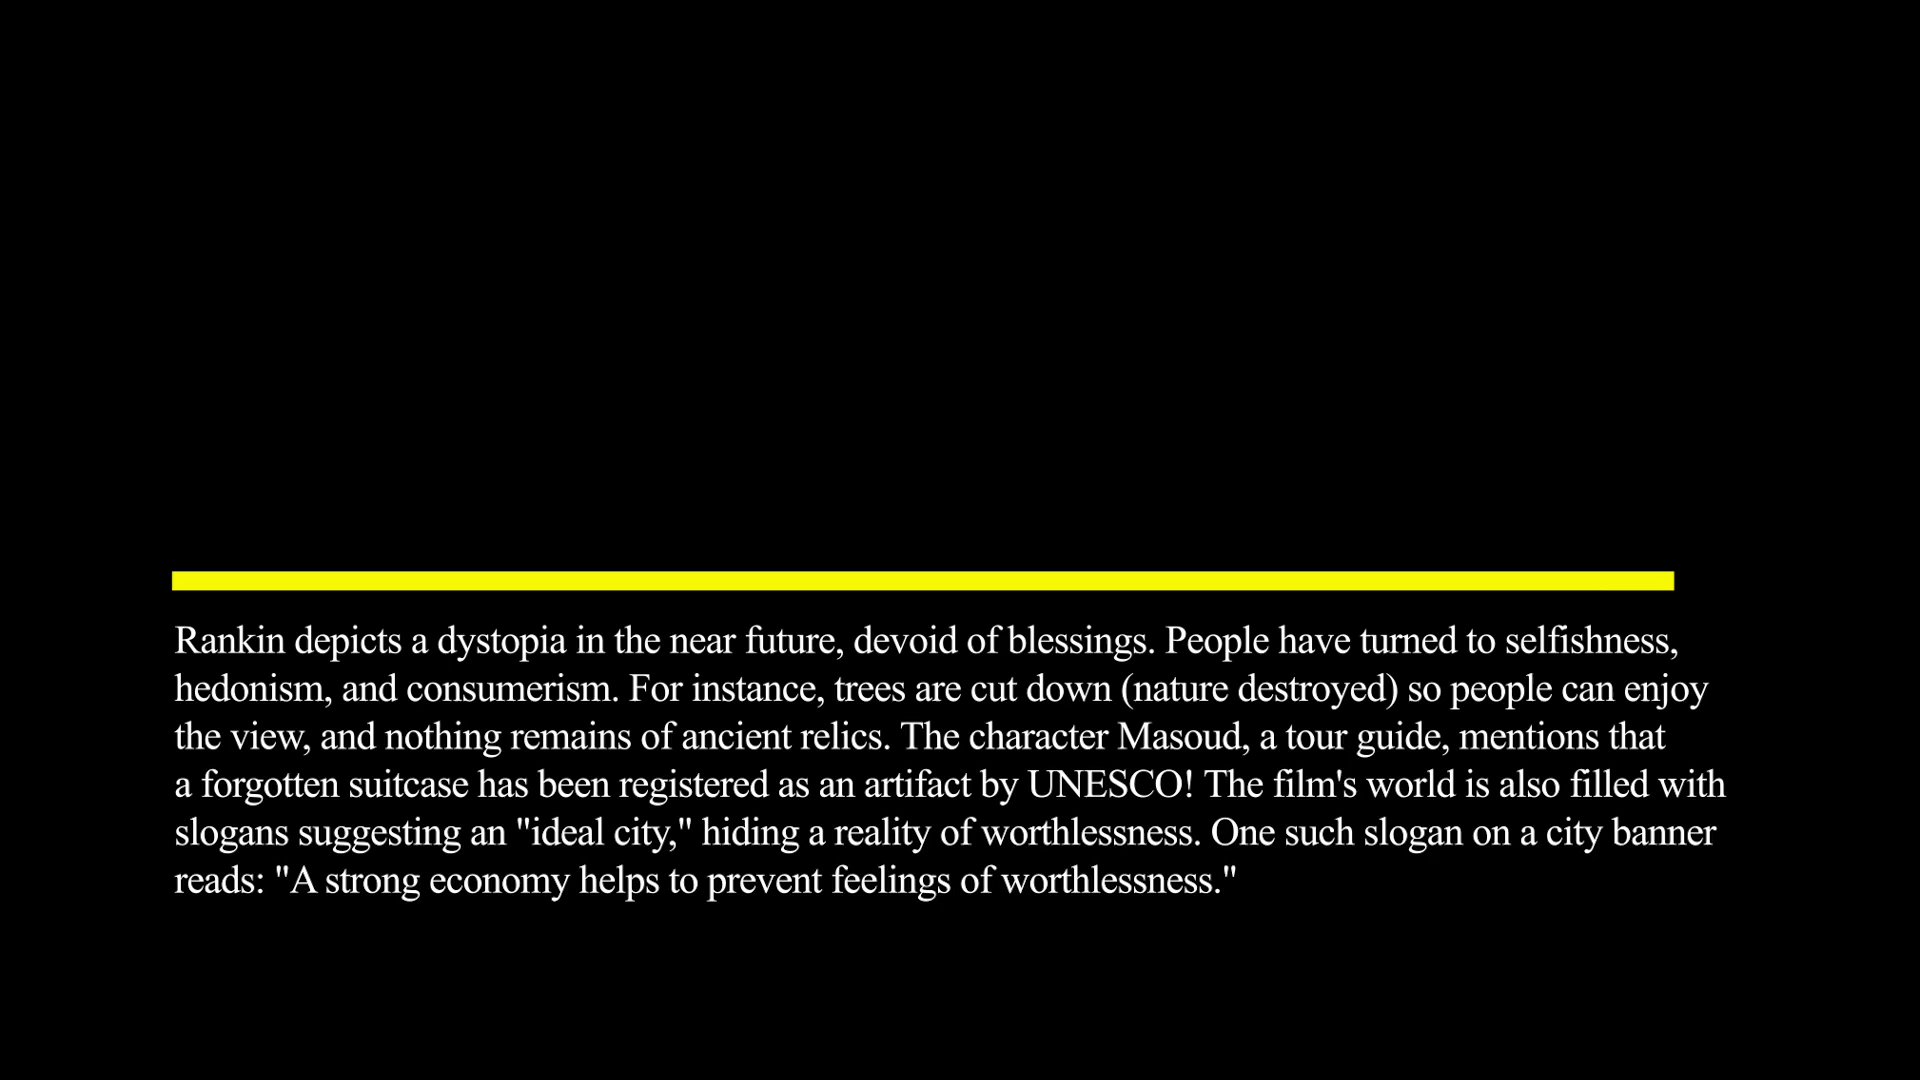 Rankin depicts a dystopia in the near future, devoid of blessings. People have turned to selfishness,
hedonism, and consumerism. For instance, trees are cut down (nature destroyed) so people can enjoy
the view, and nothing remains of ancient relics. The character Masoud, a tour guide, mentions that
a forgotten suitcase has been registered as an artifact by UNESCO! The film's world is also filled with
slogans suggesting an "ideal city," hiding a reality of worthlessness. One such slogan on a city banner
reads: "A strong economy helps to prevent feelings of worthlessness."